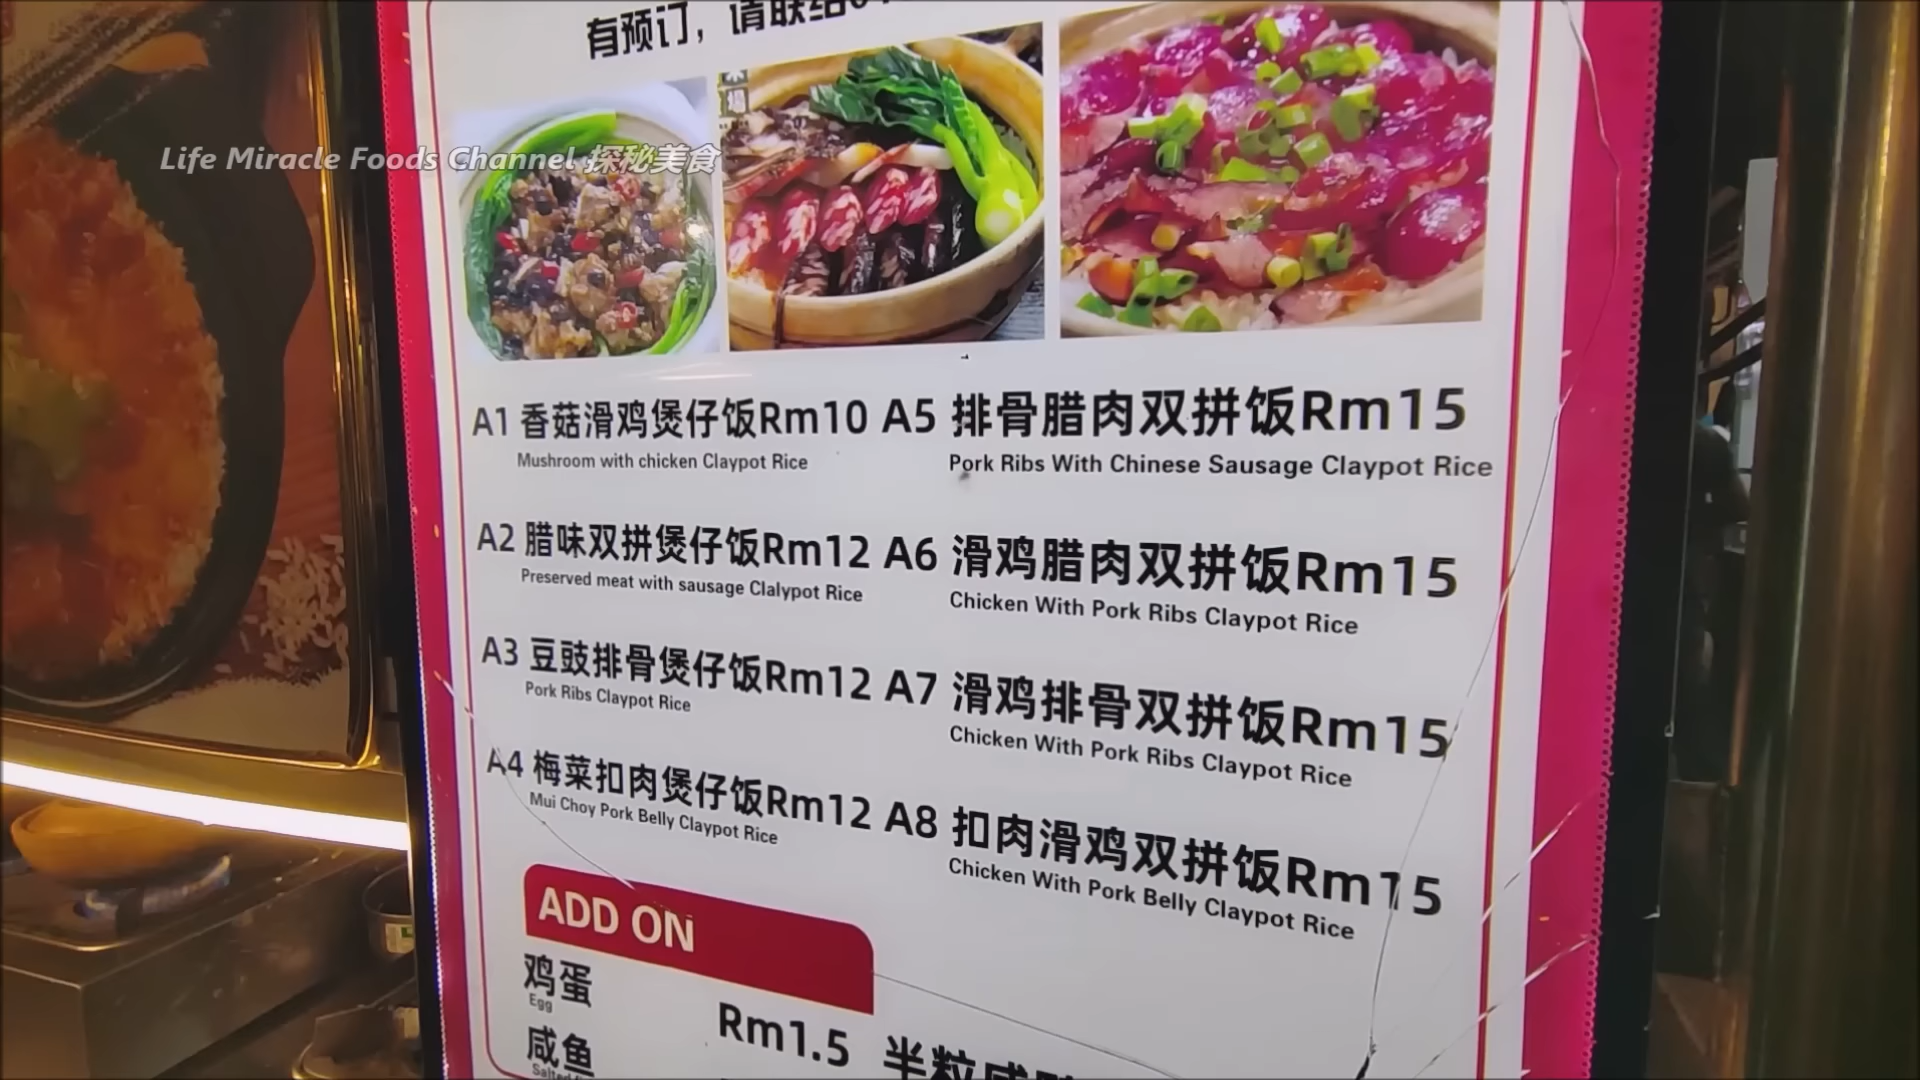 有预订，请联络
Life Miracle Foods Channel 探秘美食
A1 香菇滑鸡煲仔饭Rm10
Mushroom with chicken Claypot Rice
A2 腊味双拼煲仔饭Rm12
Preserved meat with sausage Clalypot Rice
A3 豆豉排骨煲仔饭Rm12
Pork Ribs Claypot Rice
A4 梅菜扣肉煲仔饭Rm12
Mui Choy Pork Belly Claypot Rice
A5 排骨腊肉双拼饭Rm15
Pork Ribs With Chinese Sausage Claypot Rice
A6 滑鸡腊肉双拼饭Rm15
Chicken With Pork Ribs Claypot Rice
A7 滑鸡排骨双拼饭Rm15
Chicken With Pork Ribs Claypot Rice
A8 扣肉滑鸡双拼饭Rm15
Chicken With Pork Belly Claypot Rice
ADD ON
鸡蛋
Egg
Rm1.5
咸鱼
Salted
半粒咸